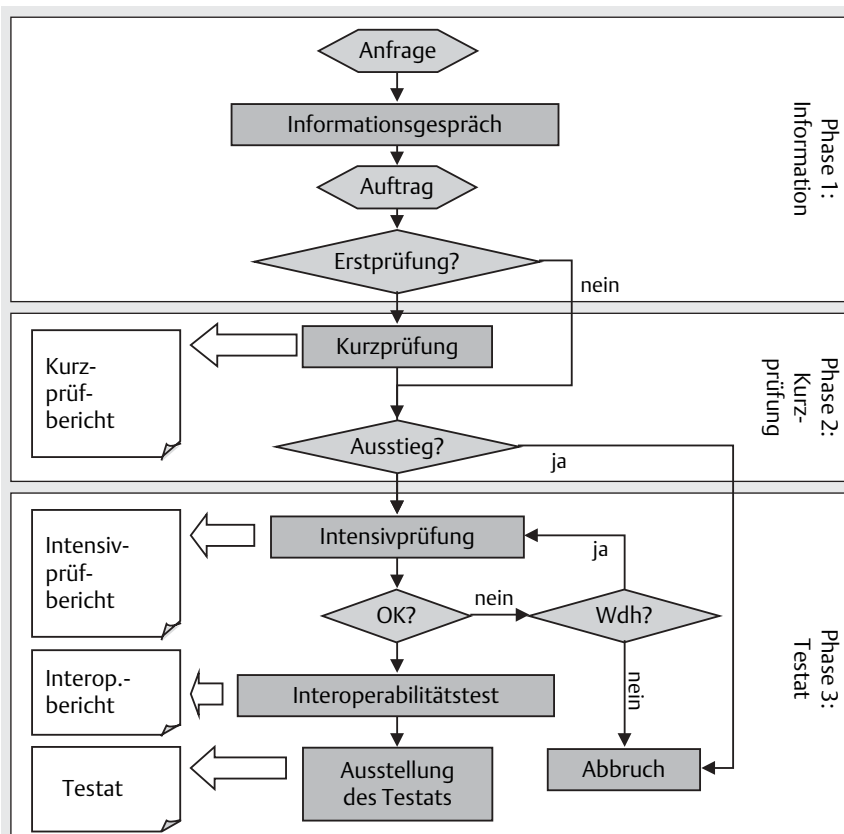 Anfrage
Informationsgespräch
Auftrag
Erstprüfung?
nein
Phase 1:
Information
Kurzprüfung
Kurz-
prüf-
bericht
Ausstieg?
ja
Phase 2:
Kurz-
prüfung
Intensivprüfung
Intensiv-
prüf-
bericht
ja
OK?
nein
Wdh?
nein
Interoperabilitätstest
Interop.-
bericht
Ausstellung
des Testats
Testat
Abbruch
Phase 3:
Testat